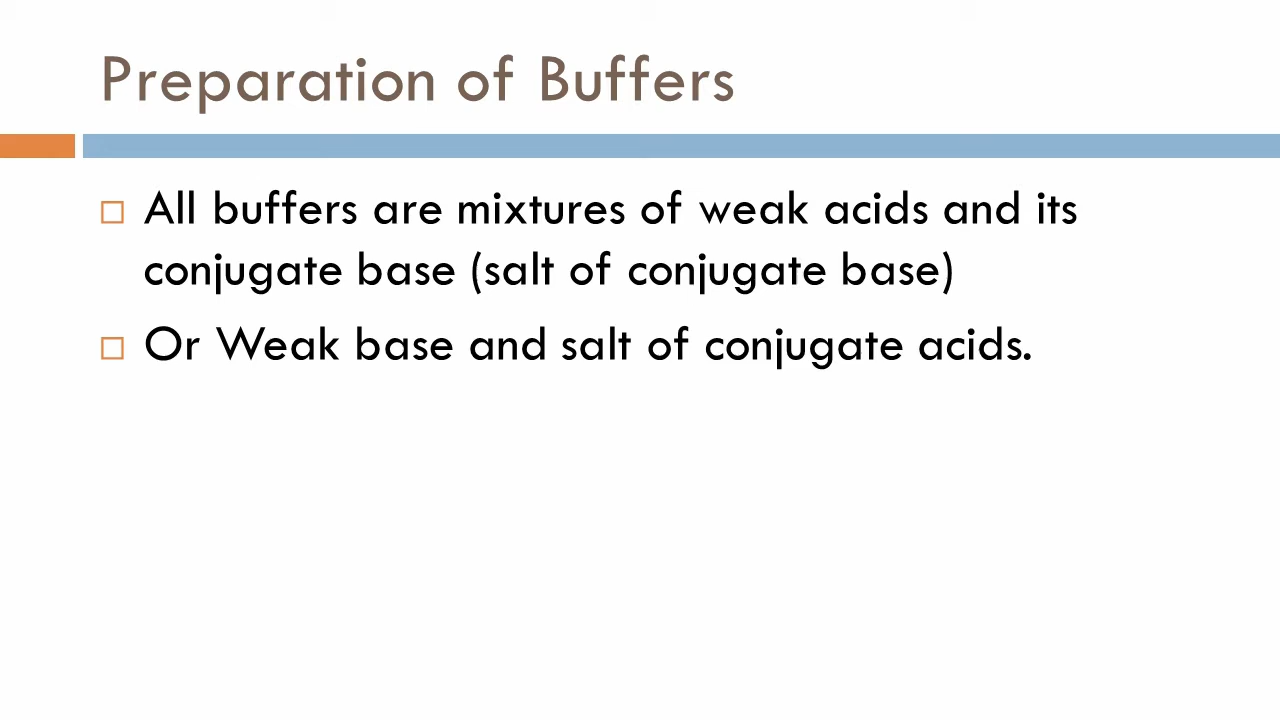 Preparation of Buffers
All buffers are mixtures of weak acids and its
conjugate base (salt of conjugate base)
Or Weak base and salt of conjugate acids.